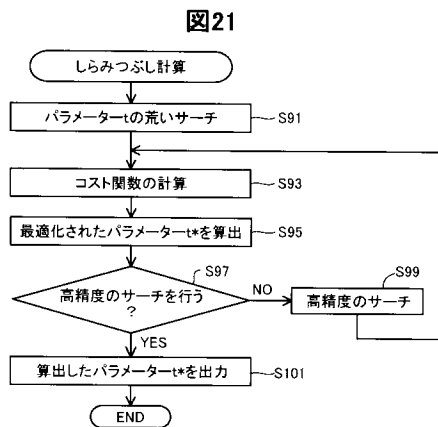 図21
しらみつぶし計算
パラメーターtの荒いサーチ
S91
コスト関数の計算
S93
最適化されたパラメーターt*を算出
S95
高精度のサーチを行う
?
S97
NO
高精度のサーチ
S99
YES
算出したパラメーターt*を出力
S101
END